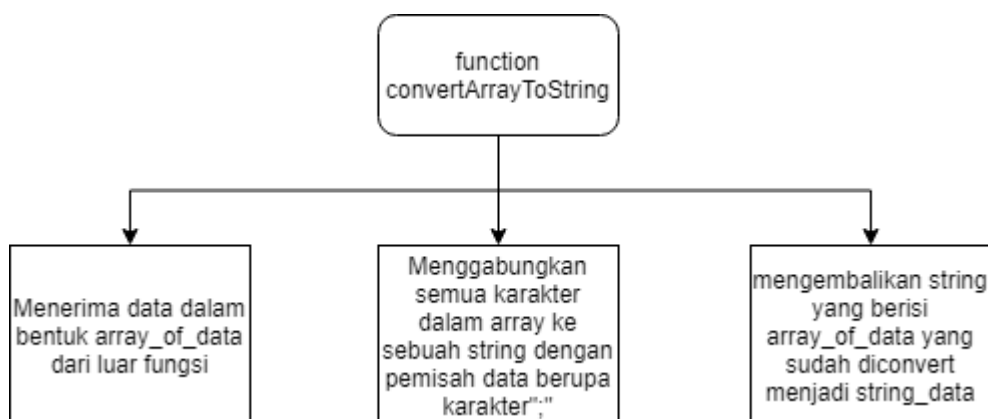 function
convertArrayToString
Menerima data dalam
bentuk array_of_data
dari luar fungsi
Menggabungkan
semua karakter
dalam array ke
sebuah string dengan
pemisah data berupa
karakter";"
mengembalikan string
yang berisi
array_of_data yang
sudah diconvert
menjadi string_data